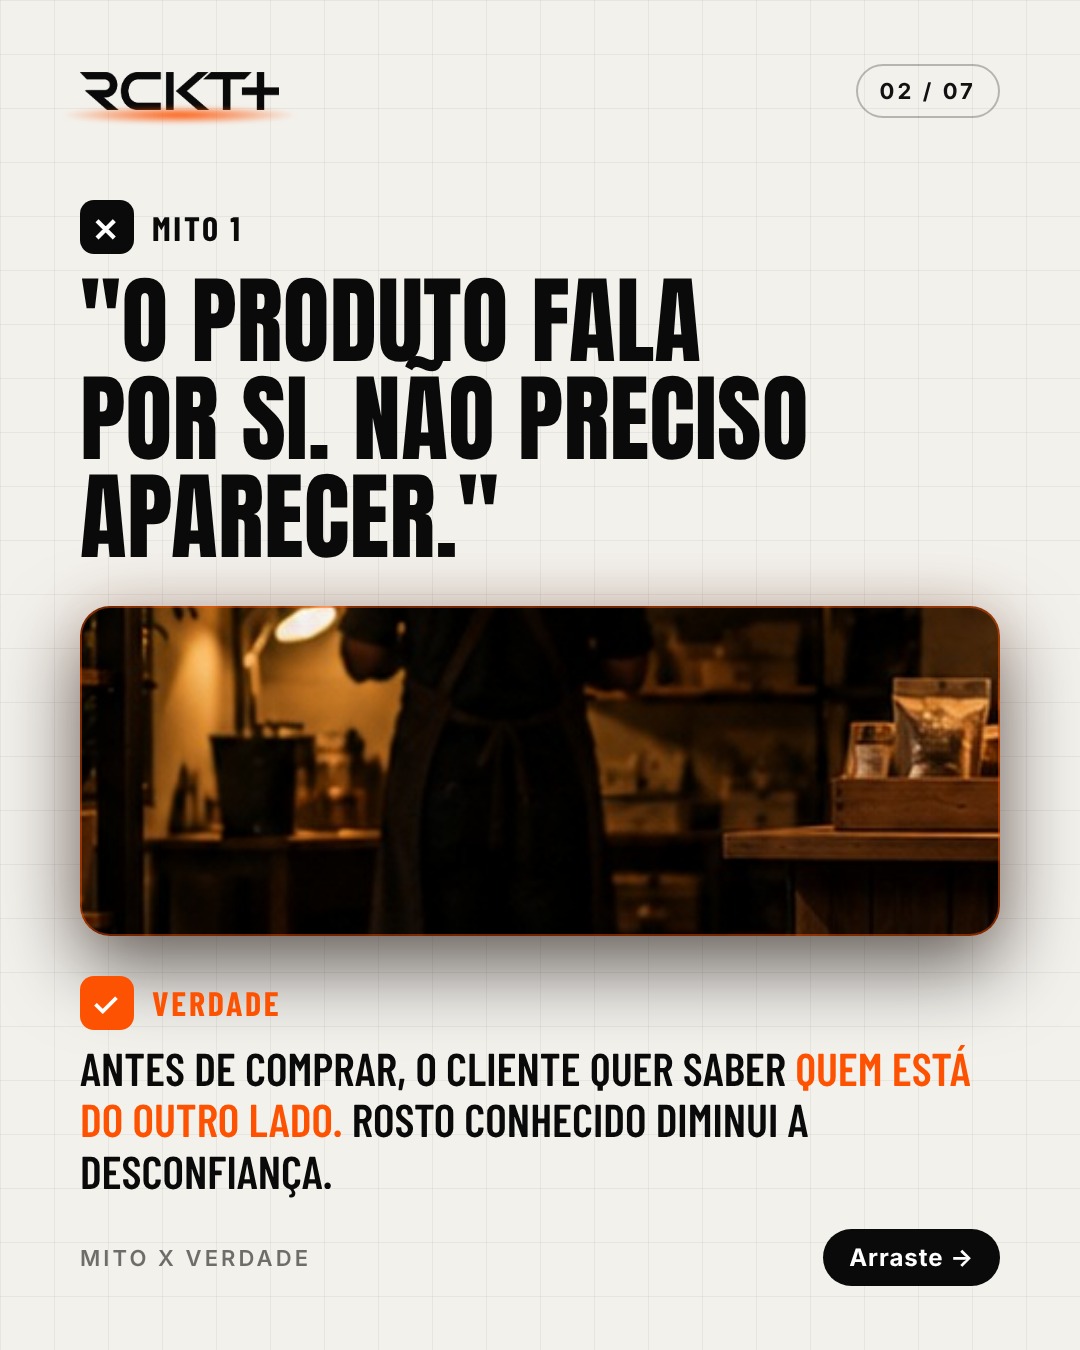 RCKT+
02 / 07
MITO 1
"O PRODUTO FALA
POR SI. NÃO PRECISO
APARECER."
VERDADE
ANTES DE COMPRAR, O CLIENTE QUER SABER QUEM ESTÁ
DO OUTRO LADO. ROSTO CONHECIDO DIMINUI A
DESCONFIANÇA.
MITO X VERDADE
Arraste →